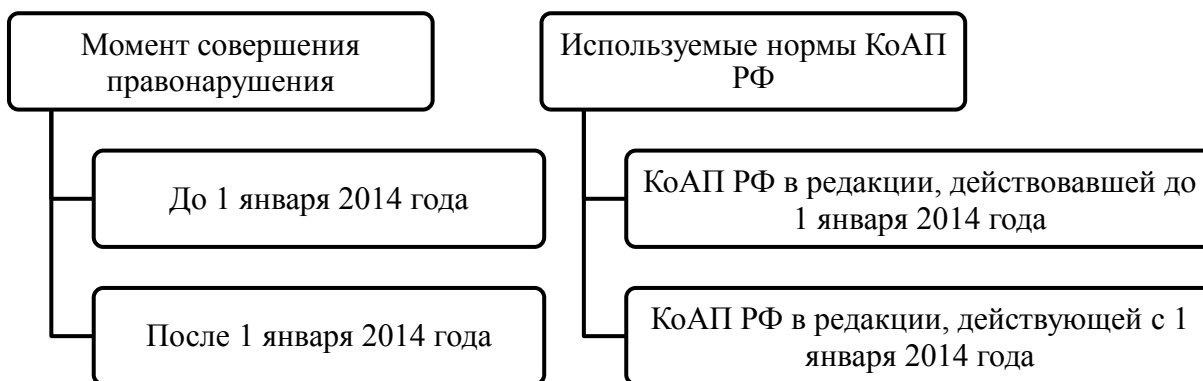 Момент совершения
правонарушения
До 1 января 2014 года
После 1 января 2014 года
Используемые нормы КоАП
РФ
КоАП РФ в редакции, действовавшей до
1 января 2014 года
КоАП РФ в редакции, действующей с 1
января 2014 года